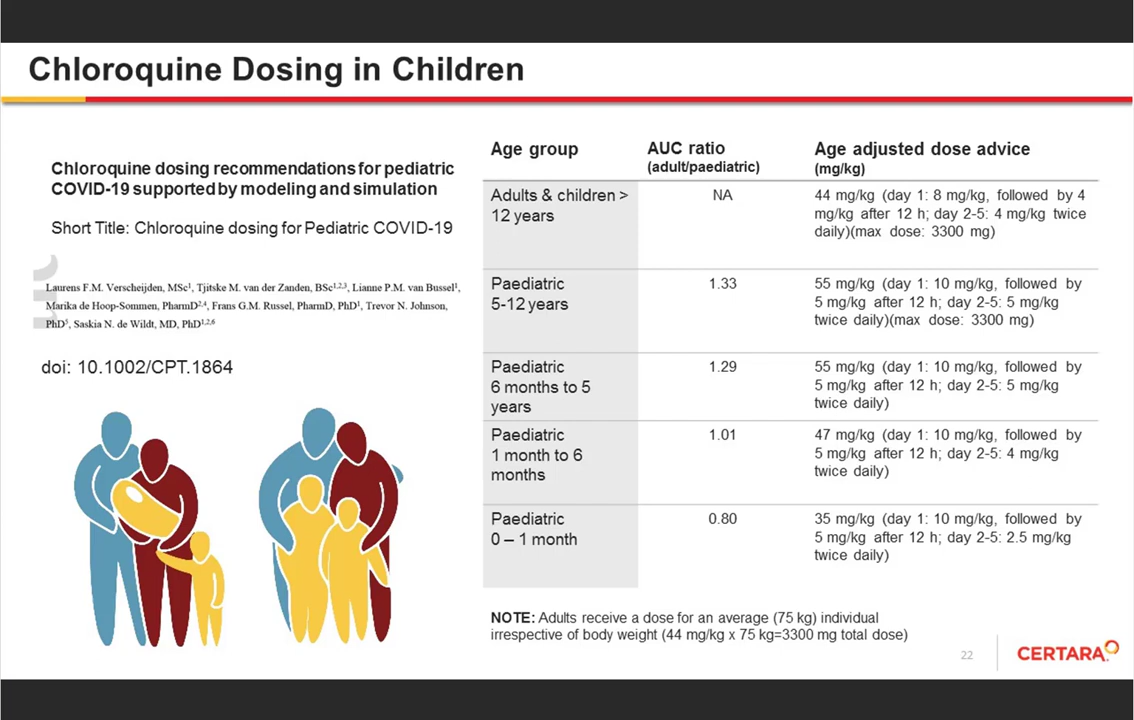 Chloroquine Dosing in Children
Chloroquine dosing recommendations for pediatric
COVID-19 supported by modeling and simulation
Short Title: Chloroquine dosing for Pediatric COVID-19
Laurens F.M. Verscheijden, MSc1, Tjitske M. van der Zanden, BSc1,2,3, Lianne P.M. van Bussel1,
Marika de Hoop-Sommen, PharmD2,4, Frans G.M. Russel, PharmD, PhD1, Trevor N. Johnson,
PhD5, Saskia N. de Wildt, MD, PhD1,2,6
doi: 10.1002/CPT.1864
Age group
AUC ratio
(adult/paediatric)
Age adjusted dose advice
(mg/kg)
Adults & children >
12 years
NA
44 mg/kg (day 1: 8 mg/kg, followed by 4
mg/kg after 12 h; day 2-5: 4 mg/kg twice
daily)(max dose: 3300 mg)
Paediatric
5-12 years
1.33
55 mg/kg (day 1: 10 mg/kg, followed by
5 mg/kg after 12 h; day 2-5: 5 mg/kg
twice daily)(max dose: 3300 mg)
Paediatric
6 months to 5
years
1.29
55 mg/kg (day 1: 10 mg/kg, followed by
5 mg/kg after 12 h; day 2-5: 5 mg/kg
twice daily)
Paediatric
1 month to 6
months
1.01
47 mg/kg (day 1: 10 mg/kg, followed by
5 mg/kg after 12 h; day 2-5: 4 mg/kg
twice daily)
Paediatric
0 – 1 month
0.80
35 mg/kg (day 1: 10 mg/kg, followed by
5 mg/kg after 12 h; day 2-5: 2.5 mg/kg
twice daily)
NOTE: Adults receive a dose for an average (75 kg) individual
irrespective of body weight (44 mg/kg x 75 kg=3300 mg total dose)
22
CERTARA